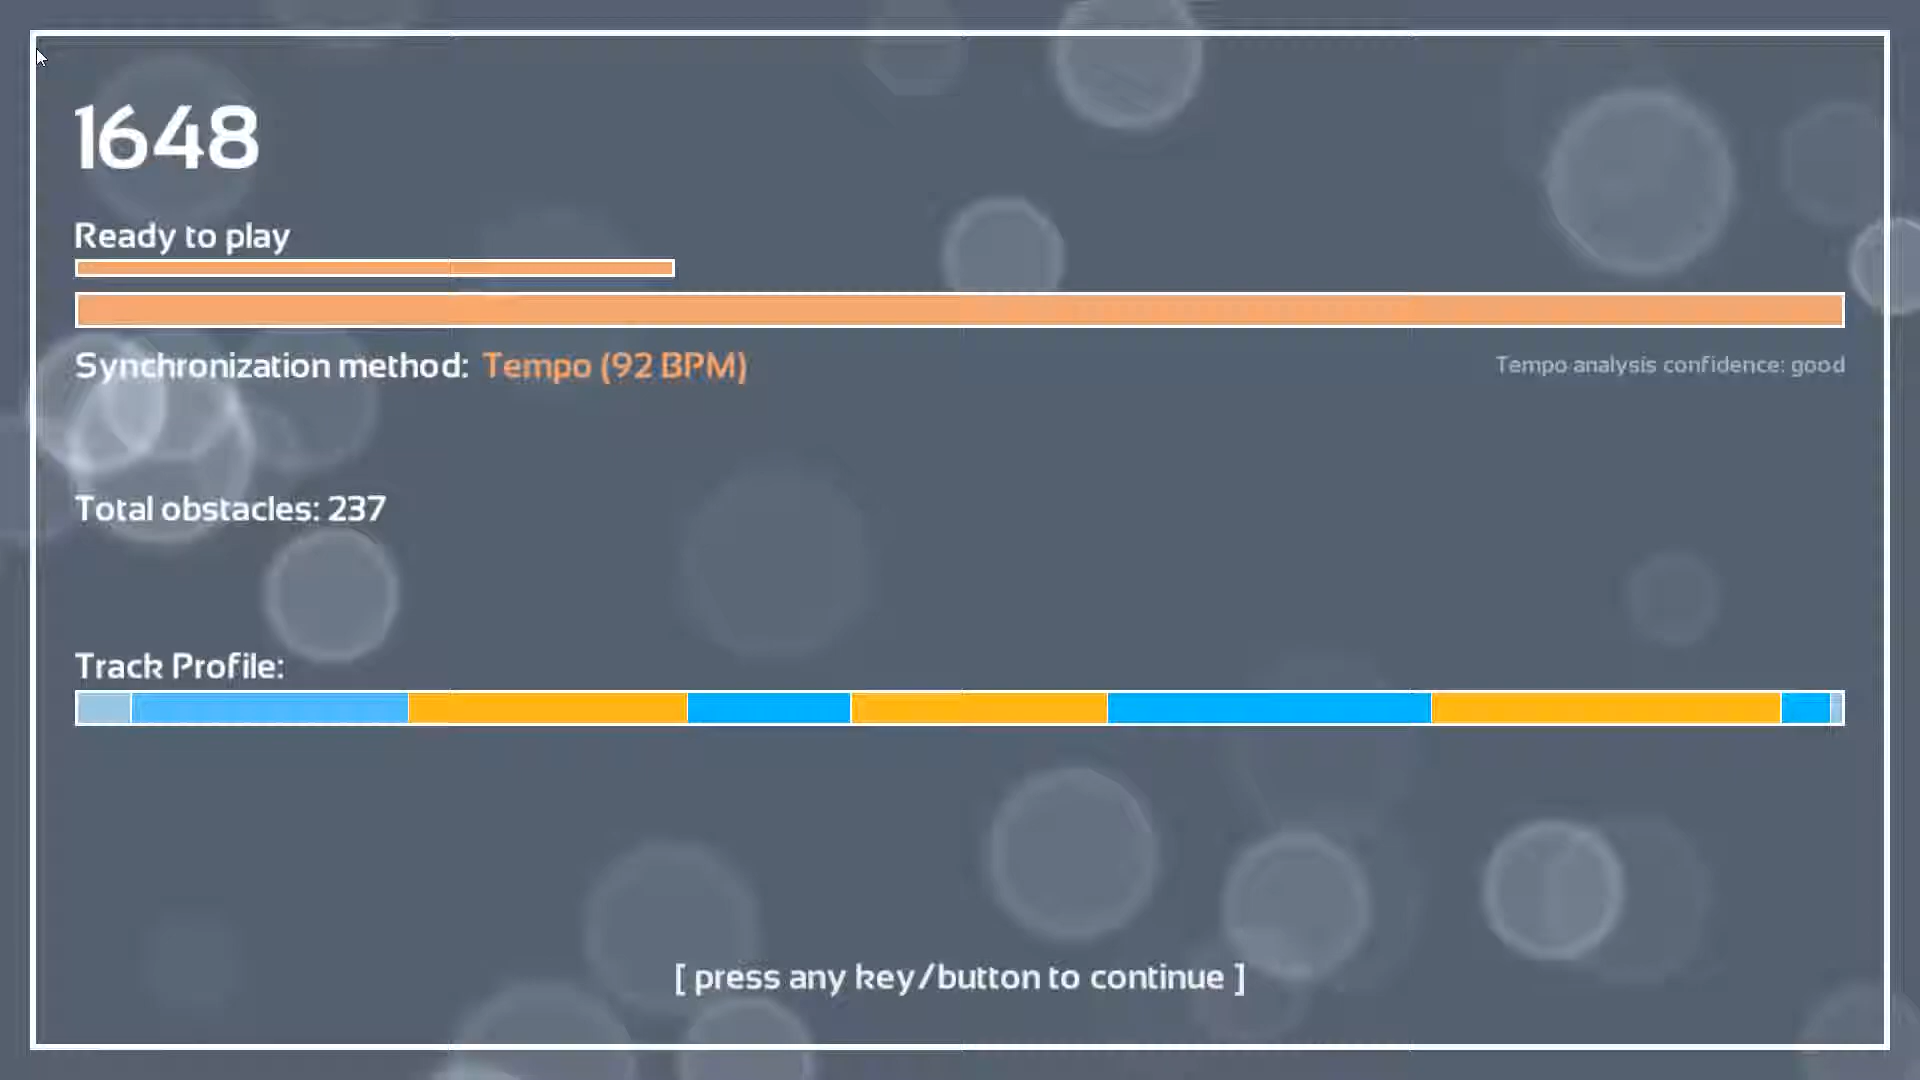 1648
Ready to play
Synchronization method: Tempo (92 BPM)
Tempo analysis confidence: good
Total obstacles: 237
Track Profile:
[ press any key/button to continue ]